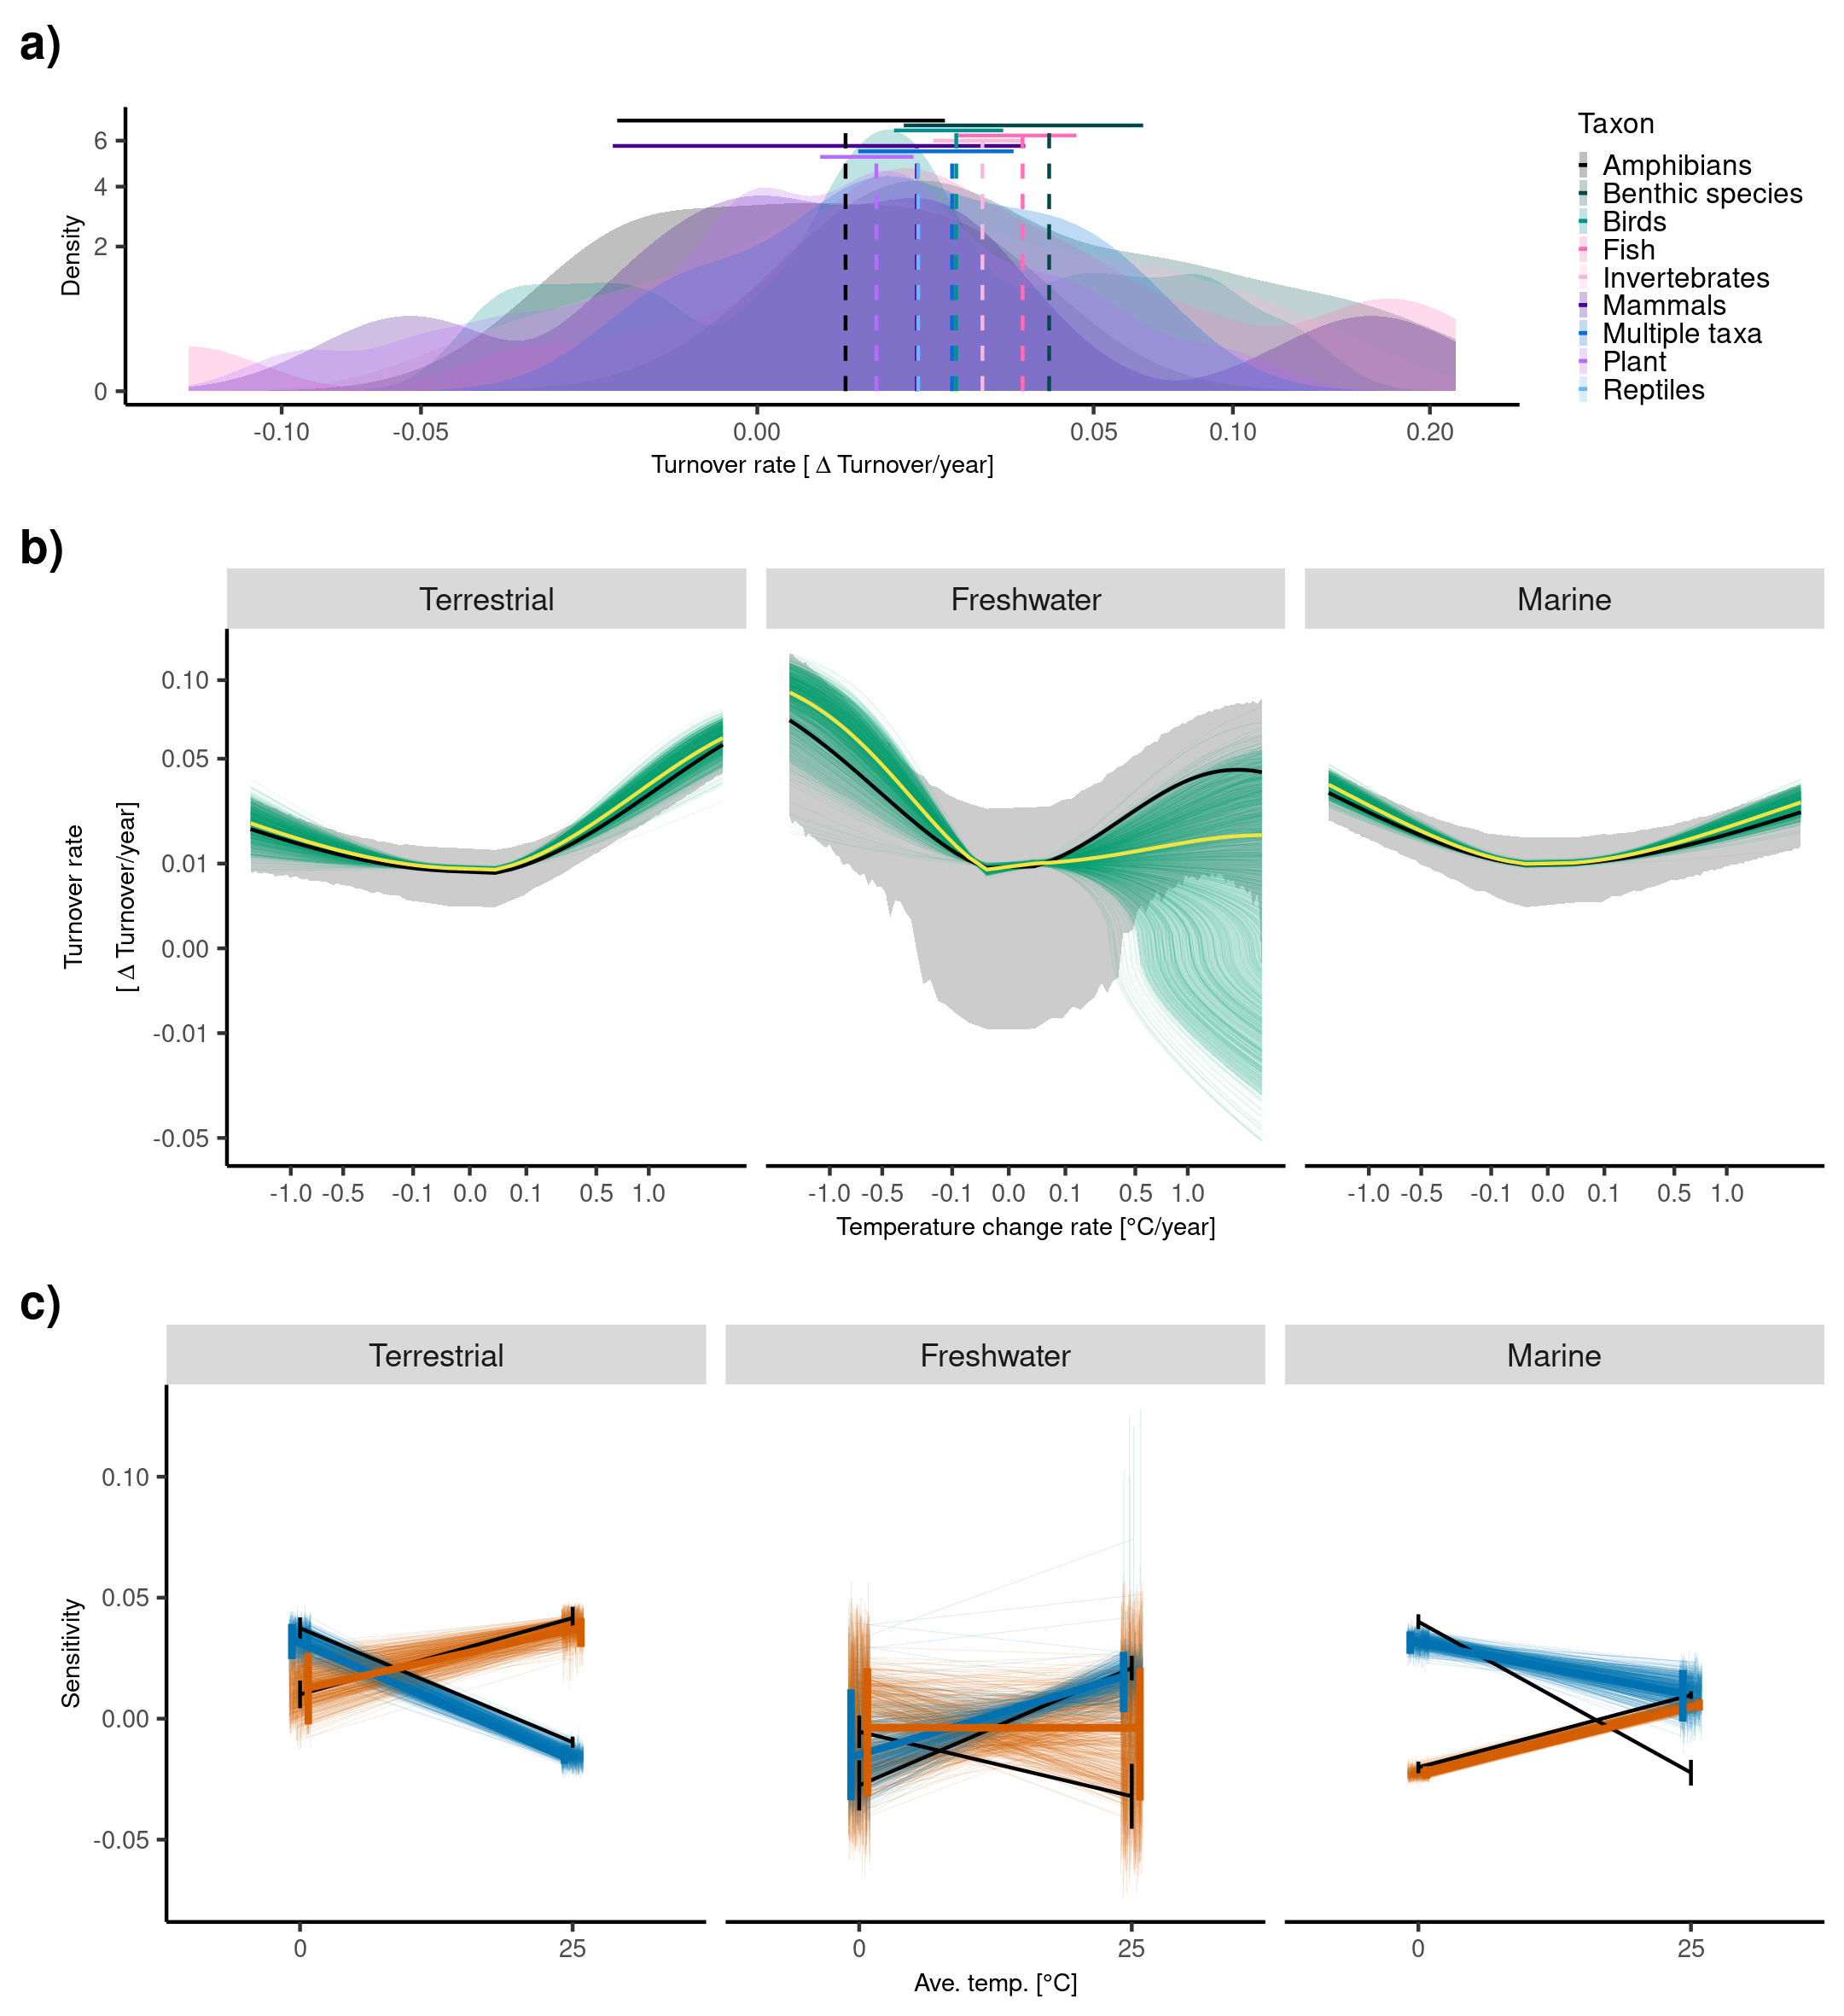 a)
Density
6
4
2
0
-0.10 -0.05 0.00 0.05 0.10 0.20
Turnover rate [ Δ Turnover/year]
Taxon
Amphibians
Benthic species
Birds
Fish
Invertebrates
Mammals
Multiple taxa
Plant
Reptiles
b)
Terrestrial Freshwater Marine
Turnover rate
[ Δ Turnover/year]
0.10
0.05
0.01
0.00
-0.01
-0.05
-1.0 -0.5 -0.1 0.0 0.1 0.5 1.0 -1.0 -0.5 -0.1 0.0 0.1 0.5 1.0 -1.0 -0.5 -0.1 0.0 0.1 0.5 1.0
Temperature change rate [°C/year]
c)
Terrestrial Freshwater Marine
Sensitivity
0.10
0.05
0.00
-0.05
0 25 0 25 0 25
Ave. temp. [°C]